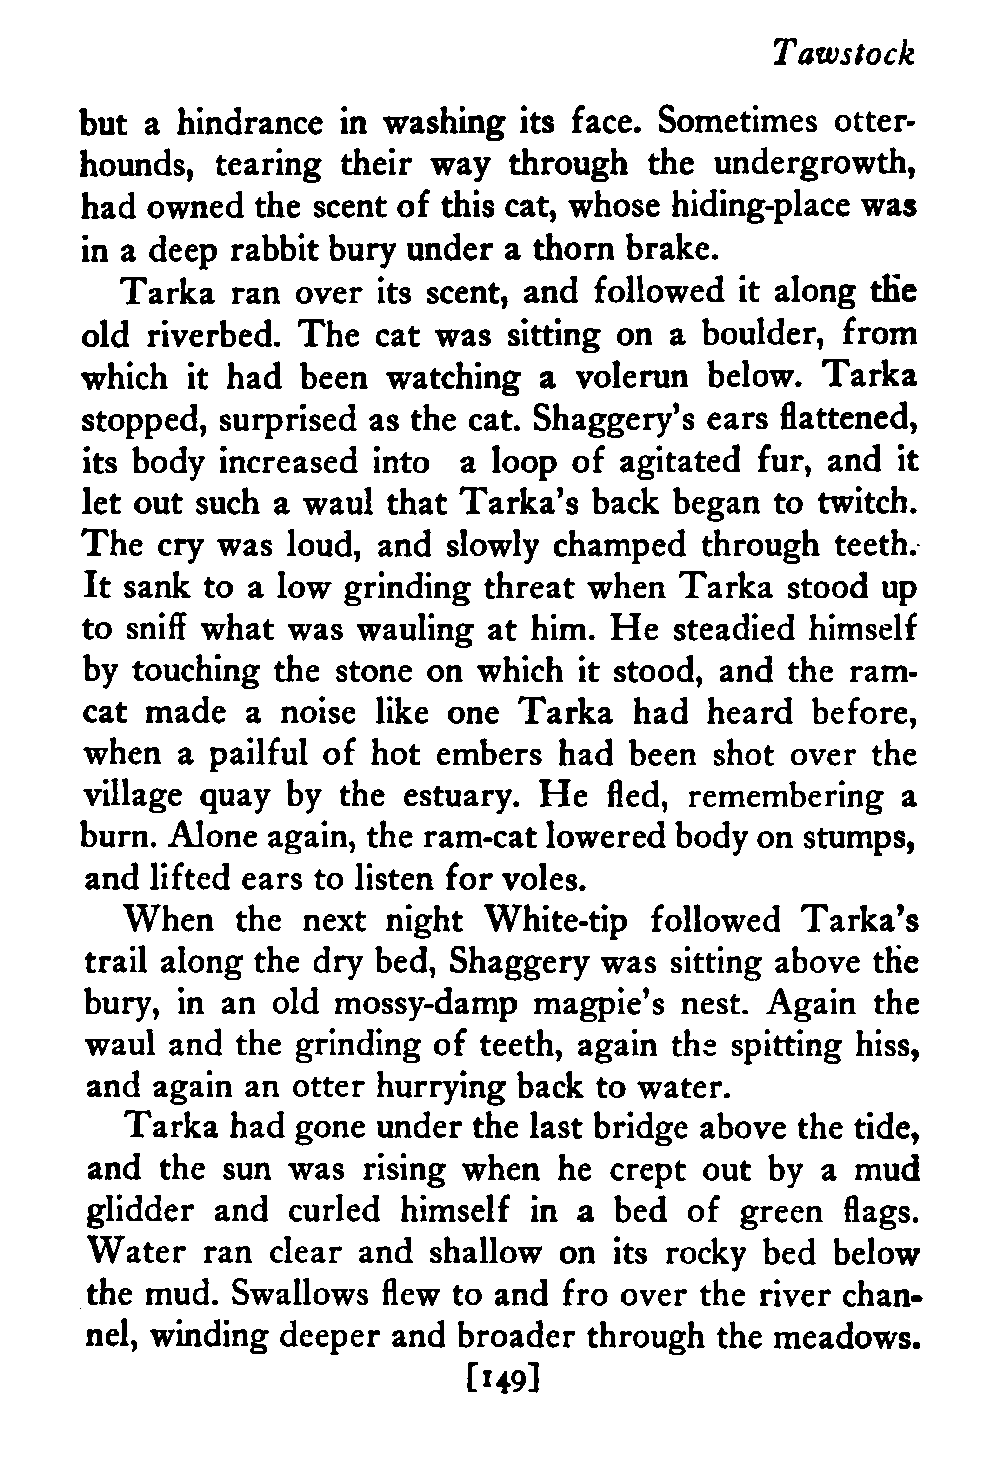 Tawstock
but a hindrance in washing its face. Sometimes otter-
hounds, tearing their way through the undergrowth,
had owned the scent of this cat, whose hiding-place was
in a deep rabbit bury under a thorn brake.
Tarka ran over its scent, and followed it along the
old riverbed. The cat was sitting on a boulder, from
which it had been watching a volerun below. Tarka
stopped, surprised as the cat. Shaggery's ears flattened,
its body increased into a loop of agitated fur, and it
let out such a waul that Tarka's back began to twitch.
The cry was loud, and slowly champed through teeth.
It sank to a low grinding threat when Tarka stood up
to sniff what was wauling at him. He steadied himself
by touching the stone on which it stood, and the ram-
cat made a noise like one Tarka had heard before,
when a pailful of hot embers had been shot over the
village quay by the estuary. He fled, remembering a
burn. Alone again, the ram-cat lowered body on stumps,
and lifted ears to listen for voles.
When the next night White-tip followed Tarka's
trail along the dry bed, Shaggery was sitting above the
bury, in an old mossy-damp magpie's nest. Again the
waul and the grinding of teeth, again the spitting hiss,
and again an otter hurrying back to water.
Tarka had gone under the last bridge above the tide,
and the sun was rising when he crept out by a mud
glidder and curled himself in a bed of green flags.
Water ran clear and shallow on its rocky bed below
the mud. Swallows flew to and fro over the river chan-
nel, winding deeper and broader through the meadows.
[149]